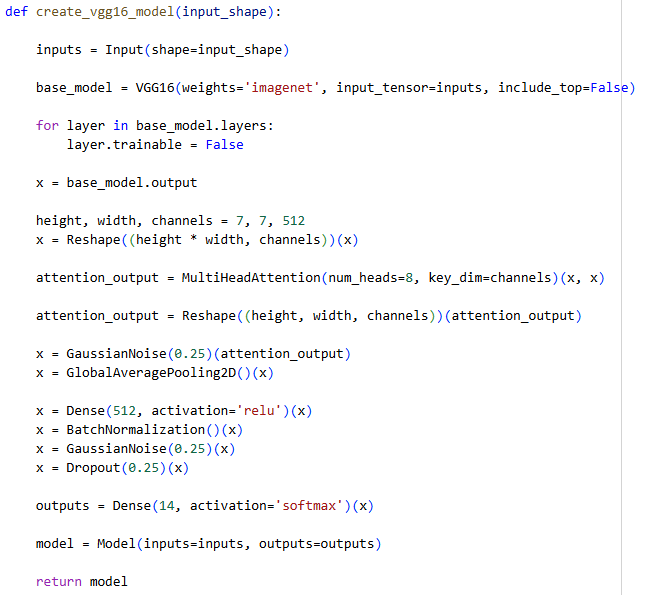 def create_vgg16_model(input_shape):
    inputs = Input(shape=input_shape)
    base_model = VGG16(weights='imagenet', input_tensor=inputs, include_top=False)
    for layer in base_model.layers:
        layer.trainable = False
    x = base_model.output
    height, width, channels = 7, 7, 512
    x = Reshape((height * width, channels))(x)
    attention_output = MultiHeadAttention(num_heads=8, key_dim=channels)(x, x)
    attention_output = Reshape((height, width, channels))(attention_output)
    x = GaussianNoise(0.25)(attention_output)
    x = GlobalAveragePooling2D()(x)
    x = Dense(512, activation='relu')(x)
    x = BatchNormalization()(x)
    x = GaussianNoise(0.25)(x)
    x = Dropout(0.25)(x)
    outputs = Dense(14, activation='softmax')(x)
    model = Model(inputs=inputs, outputs=outputs)
    return model